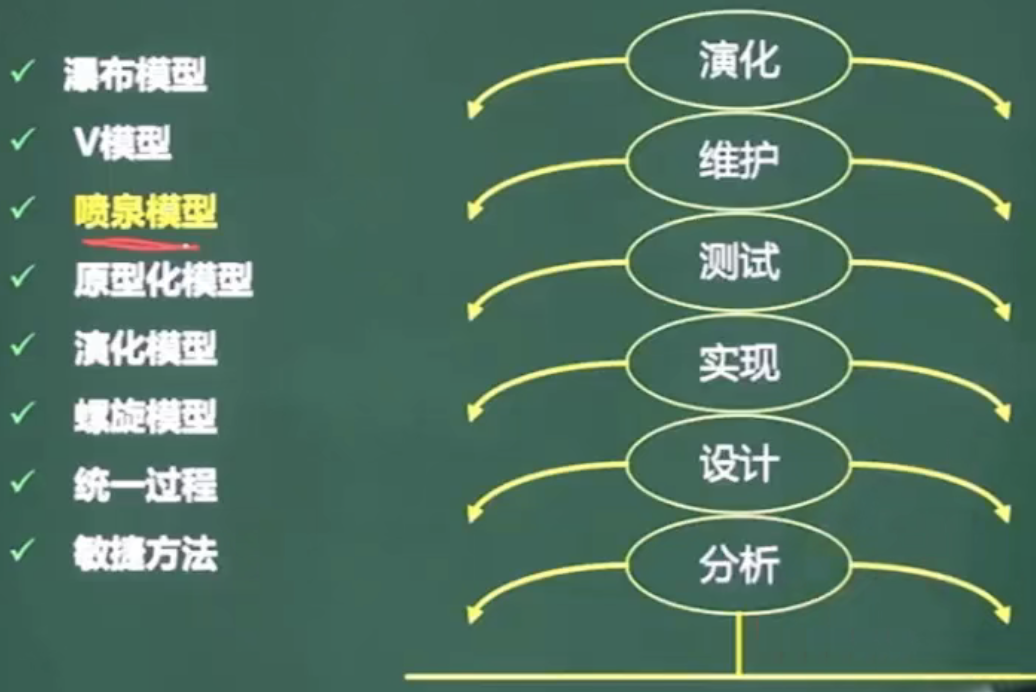 瀑布模型
V模型
喷泉模型
原型化模型
演化模型
螺旋模型
统一过程
敏捷方法
演化
维护
测试
实现
设计
分析